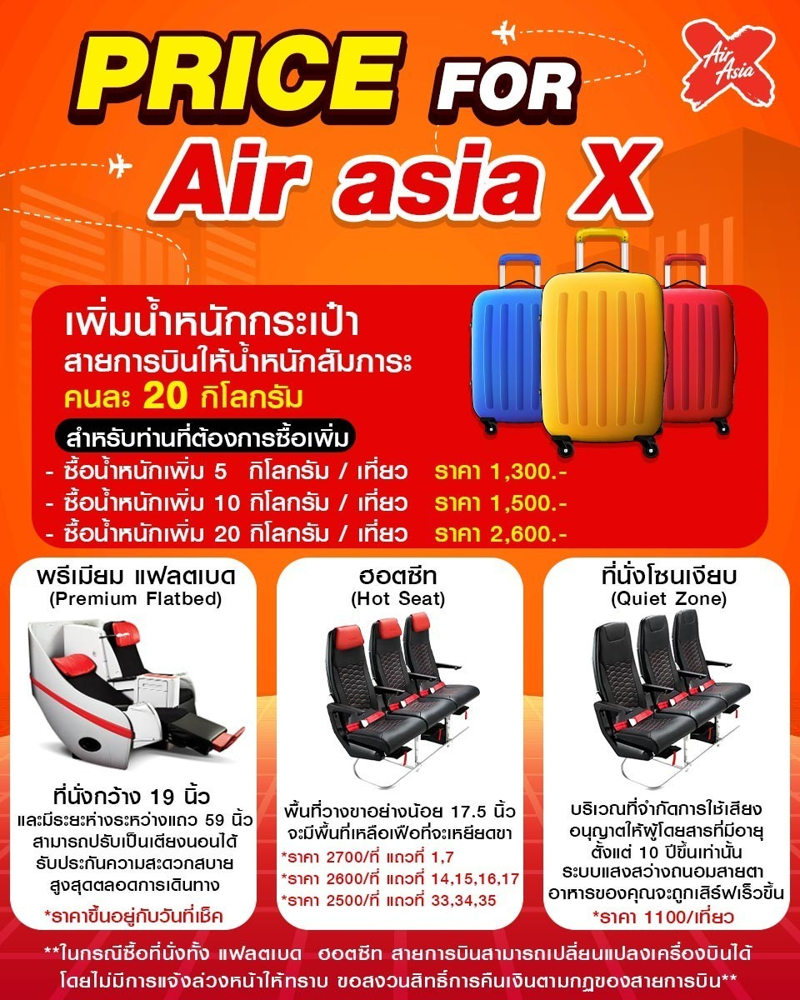 PRICE FOR
Air Asia
Air asia X
เพิ่มน้ำหนักกระเป๋า
สายการบินให้น้ำหนักสัมภาระ
คนละ 20 กิโลกรัม
สำหรับท่านที่ต้องการซื้อเพิ่ม
- ซื้อน้ำหนักเพิ่ม 5 กิโลกรัม / เที่ยว ราคา 1,300.-
- ซื้อน้ำหนักเพิ่ม 10 กิโลกรัม / เที่ยว ราคา 1,500.-
- ซื้อน้ำหนักเพิ่ม 20 กิโลกรัม / เที่ยว ราคา 2,600.-
พรีเมียม แฟลตเบด
(Premium Flatbed)
ที่นั่งกว้าง 19 นิ้ว
และมีระยะห่างระหว่างแถว 59 นิ้ว
สามารถปรับเป็นเตียงนอนได้
รับประกันความสะดวกสบาย
สูงสุดตลอดการเดินทาง
*ราคาขึ้นอยู่กับวันที่เช็ค
ฮอตซีท
(Hot Seat)
พื้นที่วางขาอย่างน้อย 17.5 นิ้ว
จะมีพื้นที่เหลือเฟือที่จะเหยียดขา
*ราคา 2700/ที่ แถวที่ 1,7
*ราคา 2600/ที่ แถวที่ 14,15,16,17
*ราคา 2500/ที่ แถวที่ 33,34,35
ที่นั่งโซนเงียบ
(Quiet Zone)
บริเวณที่จำกัดการใช้เสียง
อนุญาตให้ผู้โดยสารที่มีอายุ
ตั้งแต่ 10 ปีขึ้นเท่านั้น
ระบบแสงสว่างถนอมสายตา
อาหารของคุณจะถูกเสิร์ฟเร็วขึ้น
*ราคา 1100/เที่ยว
**ในกรณีซื้อที่นั่งทั้ง แฟลตเบด ฮอตซีท สายการบินสามารถเปลี่ยนแปลงเครื่องบินได้
โดยไม่มีการแจ้งล่วงหน้าให้ทราบ ขอสงวนสิทธิ์การคืนเงินตามกฏของสายการบิน**